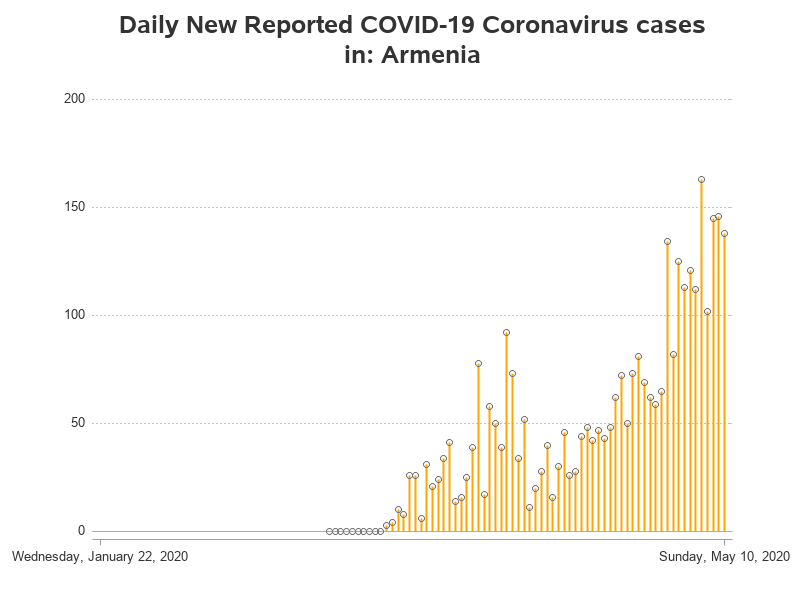 Daily New Reported COVID-19 Coronavirus cases
in: Armenia
200
150
100
50
0
Wednesday, January 22, 2020
Sunday, May 10, 2020